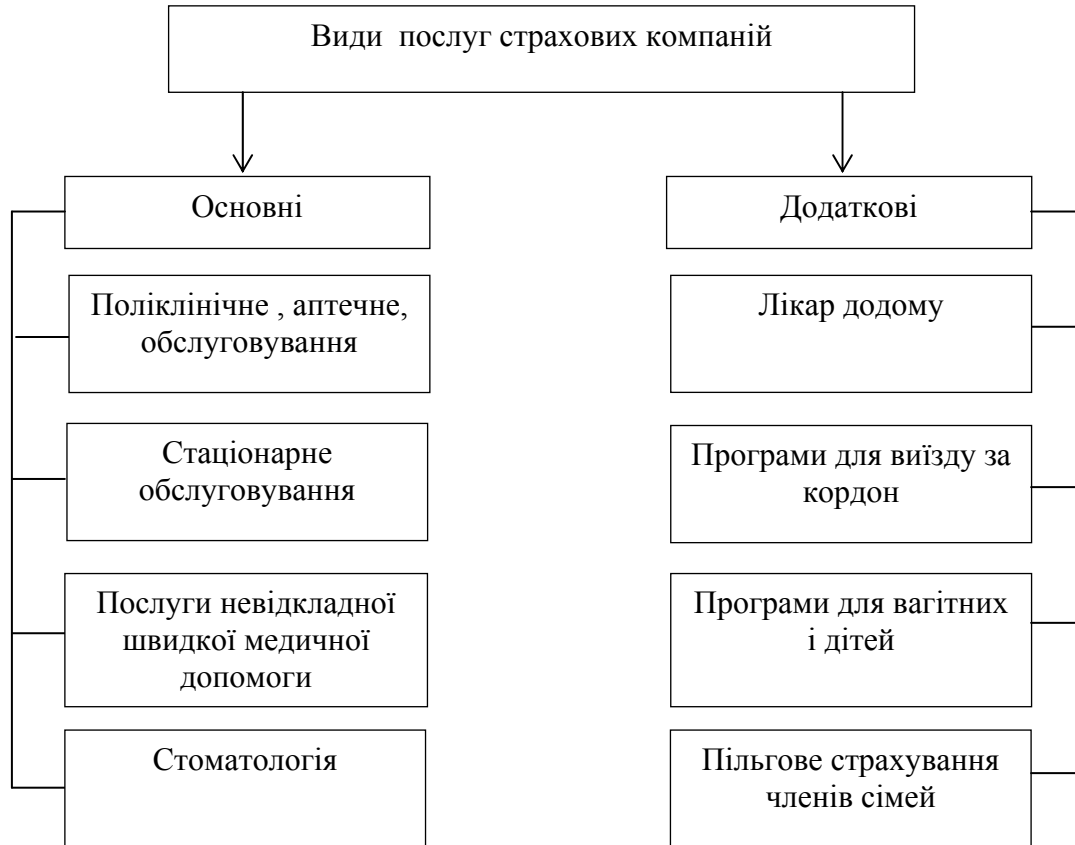 Види послуг страхових компаній
Основні
Додаткові
Поліклінічне , аптечне,
обслуговування
Лікар додому
Стаціонарне
обслуговування
Програми для виїзду за
кордон
Послуги невідкладної
швидкої медичної
допомоги
Програми для вагітних
і дітей
Стоматологія
Пільгове страхування
членів сімей